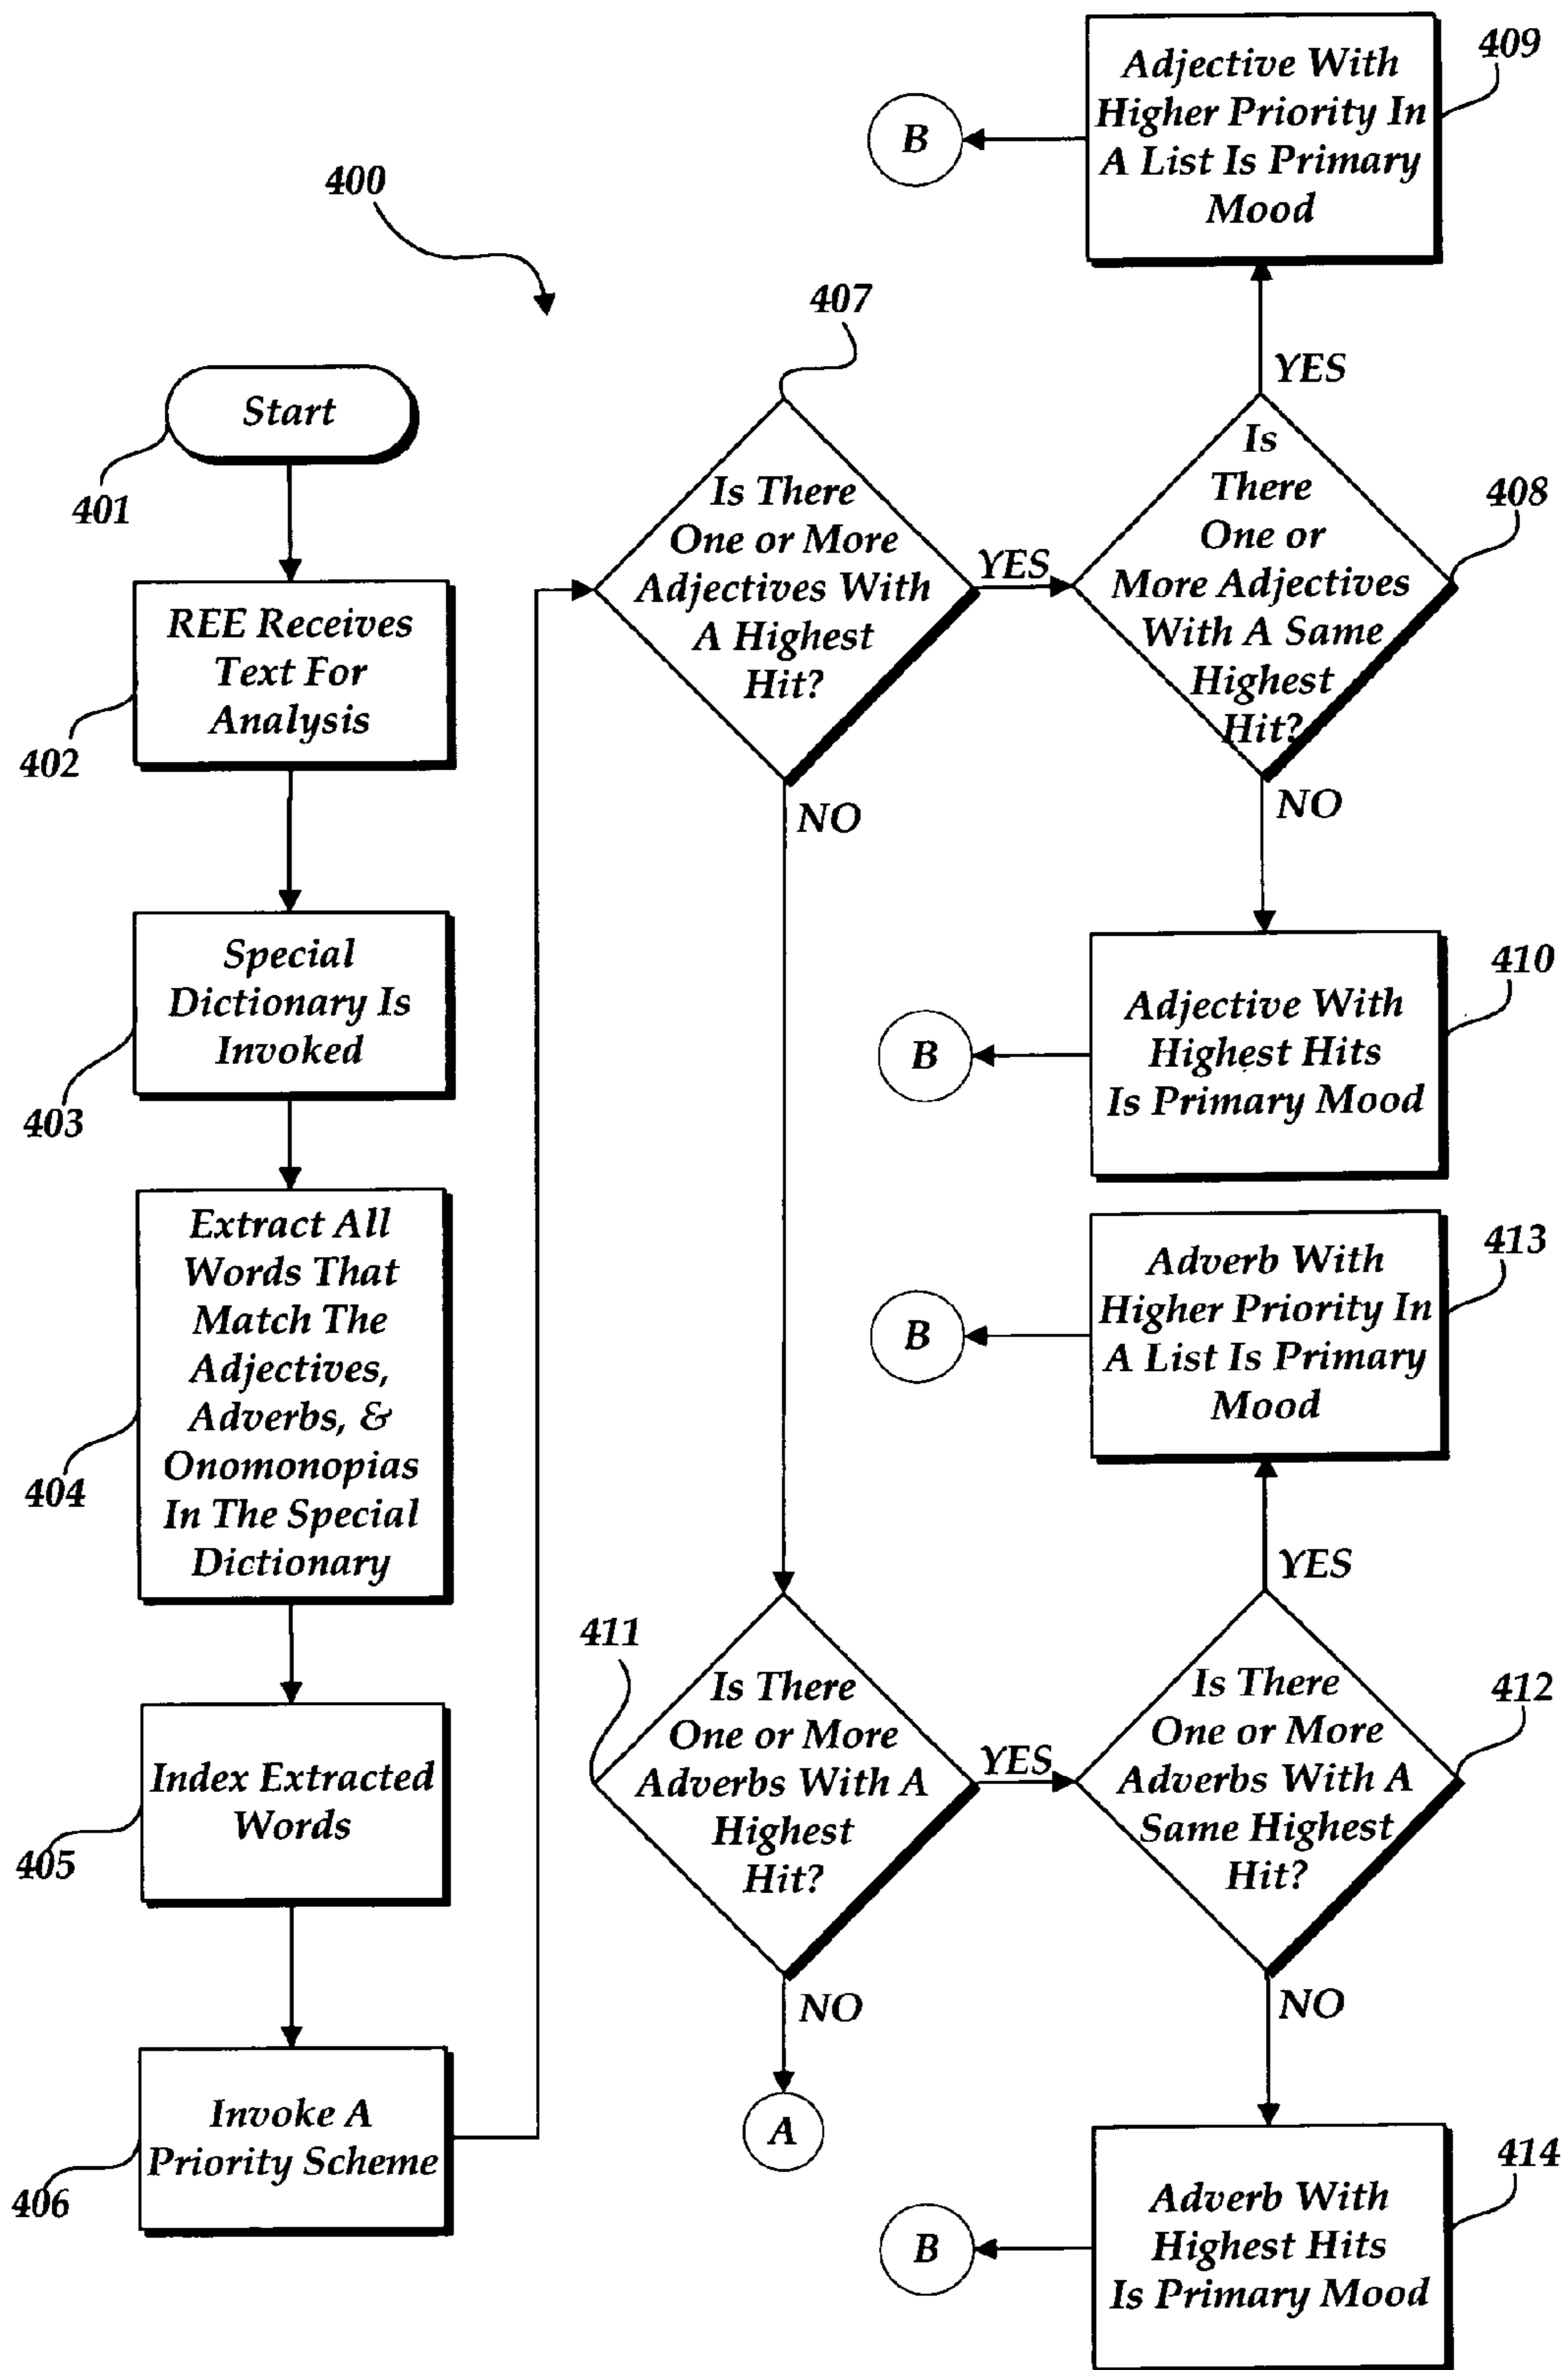 400
Start
401
REE Receives
Text For
Analysis
402
Special
Dictionary Is
Invoked
403
Extract All
Words That
Match The
Adjectives,
Adverbs, &
Onomonopias
In The Special
Dictionary
404
Index Extracted
Words
405
Invoke A
Priority Scheme
406
407
Is There
One or More
Adjectives With
A Highest
Hit?
YES
NO
Is
There
One or
More Adjectives
With A Same
Highest
Hit?
408
YES
NO
Adjective With
Higher Priority In
A List Is Primary
Mood
409
B
Adjective With
Highest Hits
Is Primary Mood
410
B
411
Is There
One or More
Adverbs With A
Highest
Hit?
YES
NO
A
Is There
One or More
Adverbs With A
Same Highest
Hit?
412
YES
NO
Adverb With
Higher Priority In
A List Is Primary
Mood
413
B
Adverb With
Highest Hits
Is Primary Mood
414
B